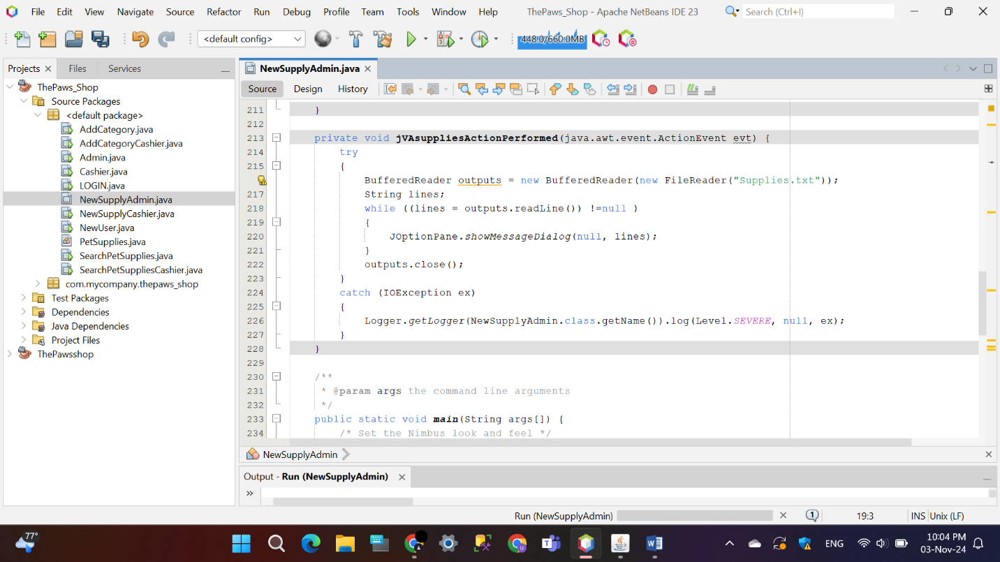 File Edit View Navigate Source Refactor Run Debug Profile Team Tools Window Help ThePaws_Shop - Apache NetBeans IDE 23 Search (Ctrl+I)
<default config> 448.0/660.0MB
Projects Files Services
ThePaws_Shop
Source Packages
<default package>
AddCategory.java
AddCategoryCashier.java
Admin.java
Cashier.java
LOGIN.java
NewSupplyAdmin.java
NewSupplyCashier.java
NewUser.java
PetSupplies.java
SearchPetSupplies.java
SearchPetSuppliesCashier.java
com.mycompany.thepaws_shop
Test Packages
Dependencies
Java Dependencies
Project Files
ThePawsshop
NewSupplyAdmin.java
Source Design History
211 }
212
213 private void jVAsuppliesActionPerformed(java.awt.event.ActionEvent evt) {
214 try
215 {
BufferedReader outputs = new BufferedReader(new FileReader("Supplies.txt"));
217 String lines;
218 while ((lines = outputs.readLine()) !=null )
219 {
220 JOptionPane.showMessageDialog(null, lines);
221 }
222 outputs.close();
223 }
224 catch (IOException ex)
225 {
226 Logger.getLogger(NewSupplyAdmin.class.getName()).log(Level.SEVERE, null, ex);
227 }
228 }
229
230 /**
231 * @param args the command line arguments
232 */
233 public static void main(String args[]) {
234 /* Set the Nimbus look and feel */
NewSupplyAdmin
Output - Run (NewSupplyAdmin)
Run (NewSupplyAdmin) 1 19:3 INS Unix (LF)
77° ENG 10:04 PM
03-Nov-24